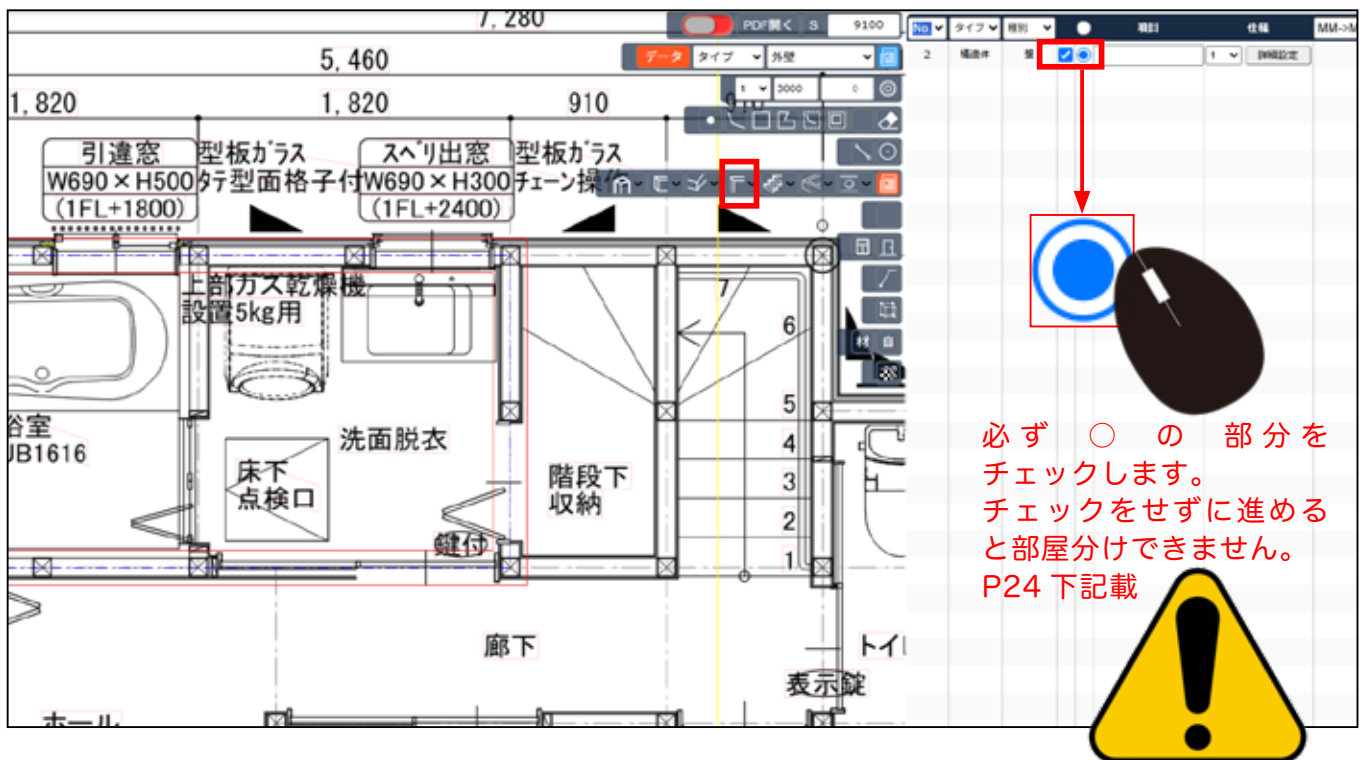 7,280
PDF開く S 9100
No タイプ 種別 項目 仕様 MM->M
5,460
データ タイプ 外壁
2 構造体 壁 1 詳細設定
1 3000 0
1,820 1,820 910 910
引違窓 型板ガラス スベリ出窓 型板ガラス
W690×H500 タテ型面格子付 W690×H300 チェーン操作
(1FL+1800) (1FL+2400)
上部ガス乾燥機
設置5kg用
7
6
材 自
5
4
3
2
1
浴室
UB1616
洗面脱衣
床下
点検口
階段下
収納
鍵付
廊下
トイ
表示錠
ホール
必ず ○ の 部分を
チェックします。
チェックをせずに進める
と部屋分けできません。
P24 下記載